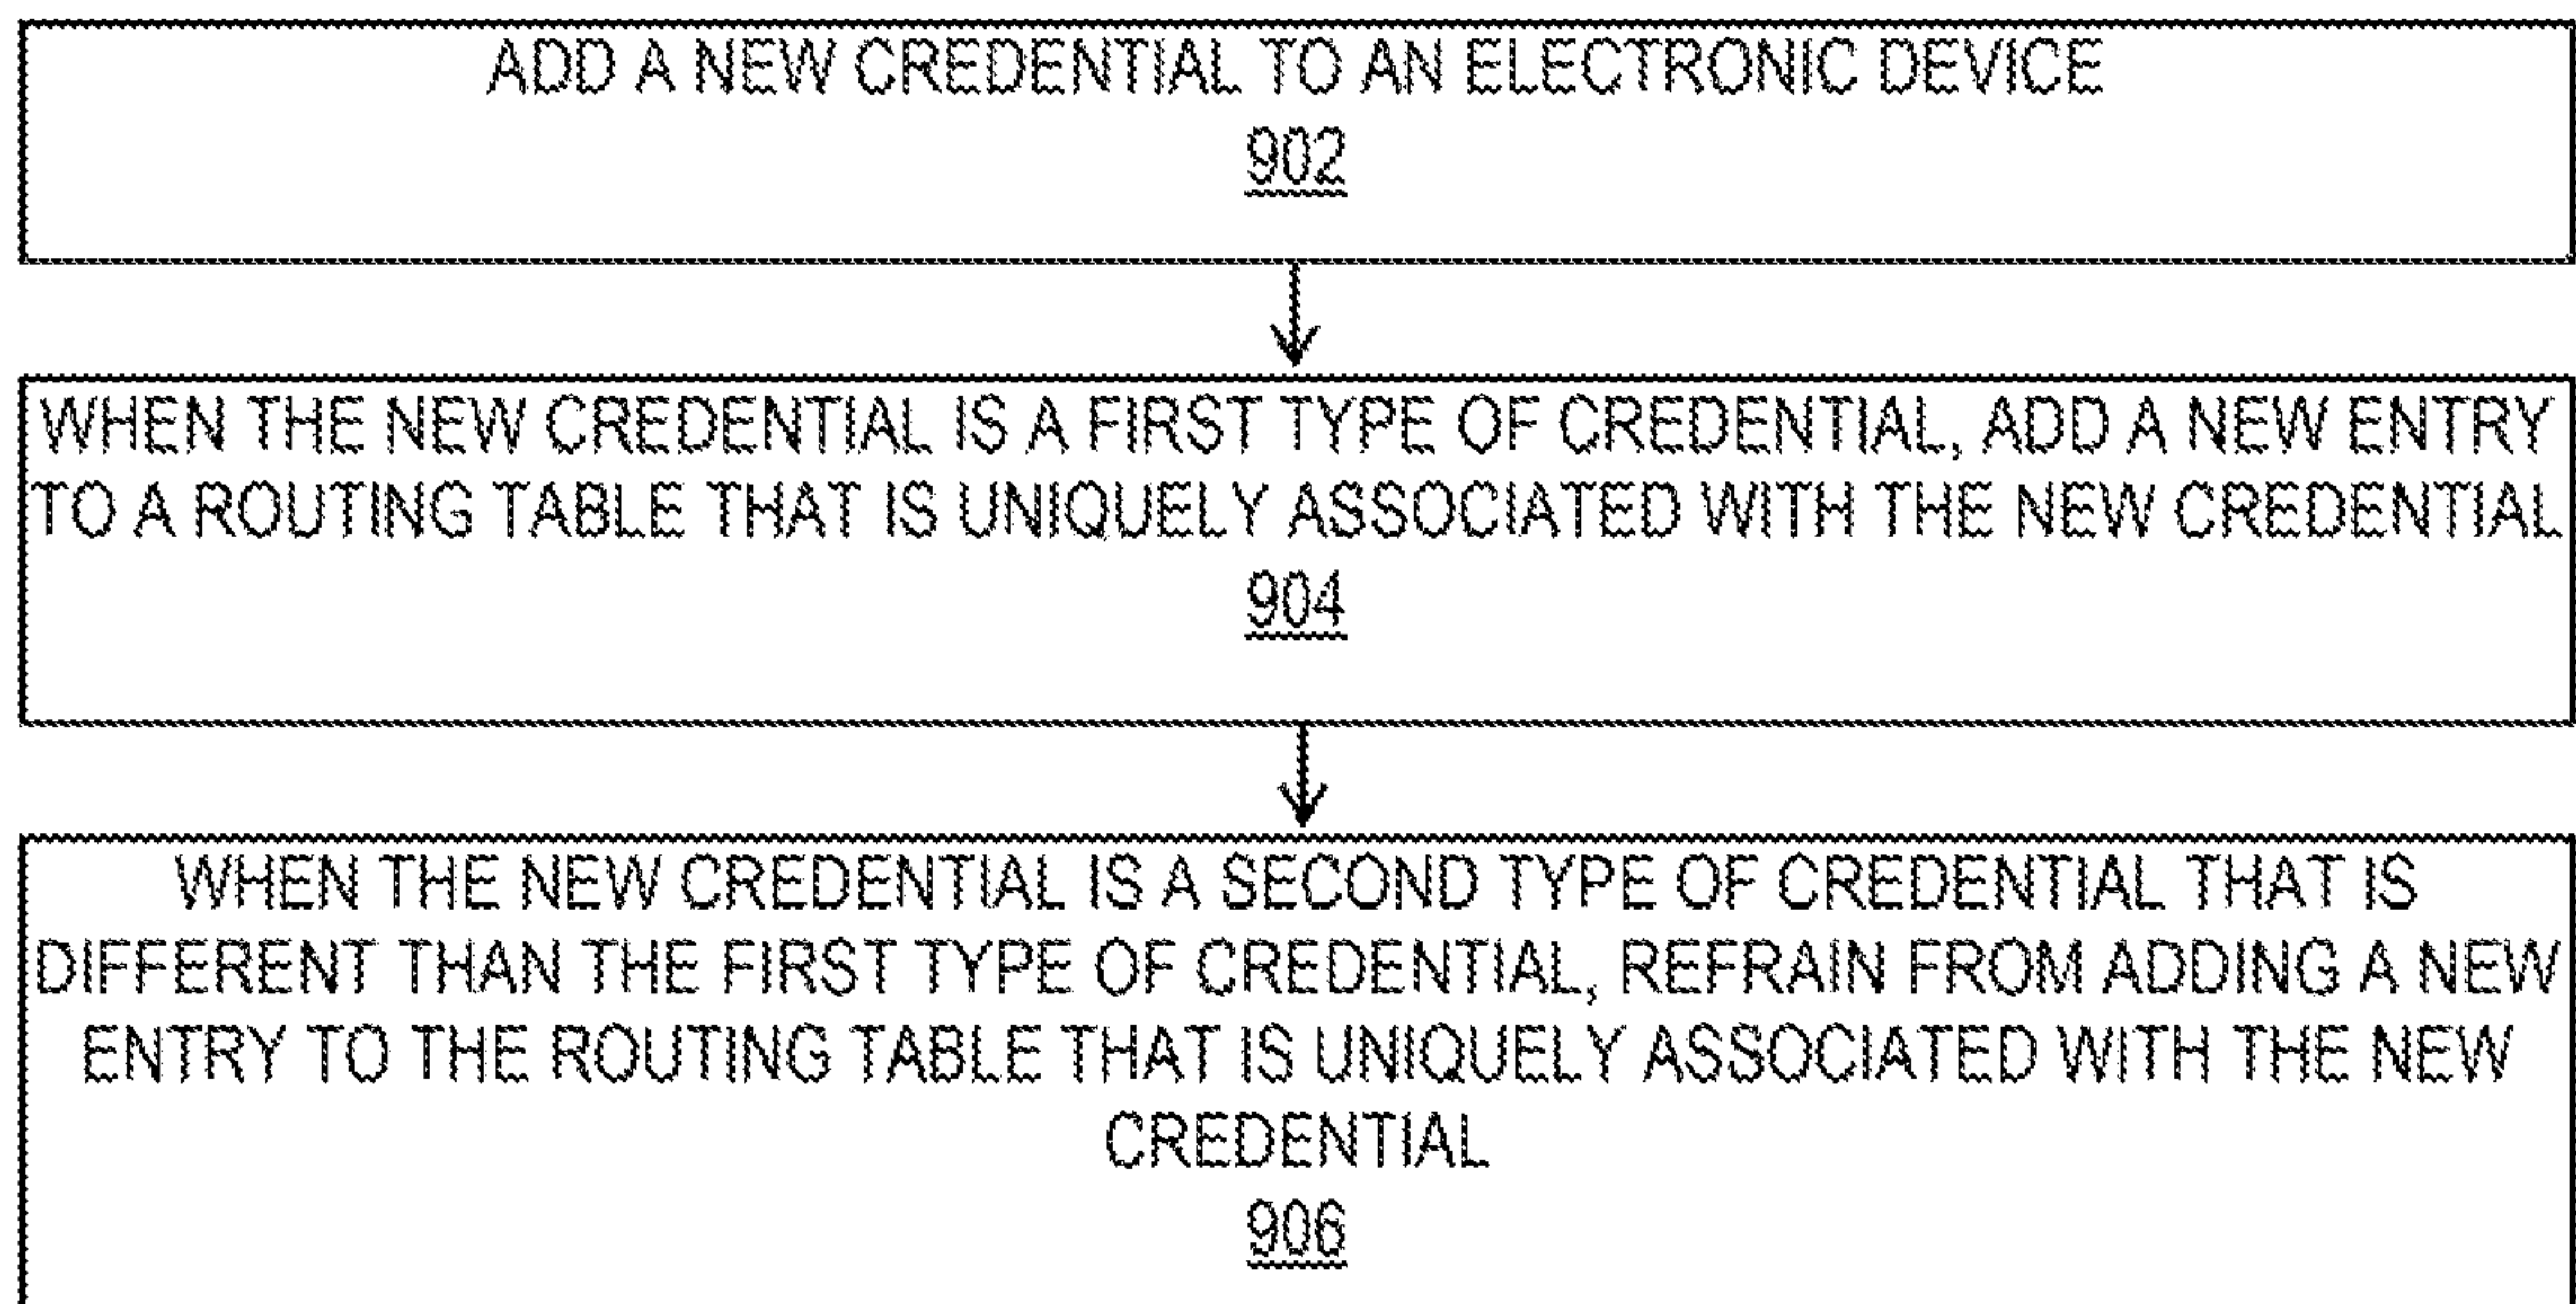 ADD A NEW CREDENTIAL TO AN ELECTRONIC DEVICE
902
WHEN THE NEW CREDENTIAL IS A FIRST TYPE OF CREDENTIAL, ADD A NEW ENTRY
TO A ROUTING TABLE THAT IS UNIQUELY ASSOCIATED WITH THE NEW CREDENTIAL
904
WHEN THE NEW CREDENTIAL IS A SECOND TYPE OF CREDENTIAL THAT IS
DIFFERENT THAN THE FIRST TYPE OF CREDENTIAL, REFRAIN FROM ADDING A NEW
ENTRY TO THE ROUTING TABLE THAT IS UNIQUELY ASSOCIATED WITH THE NEW
CREDENTIAL
906